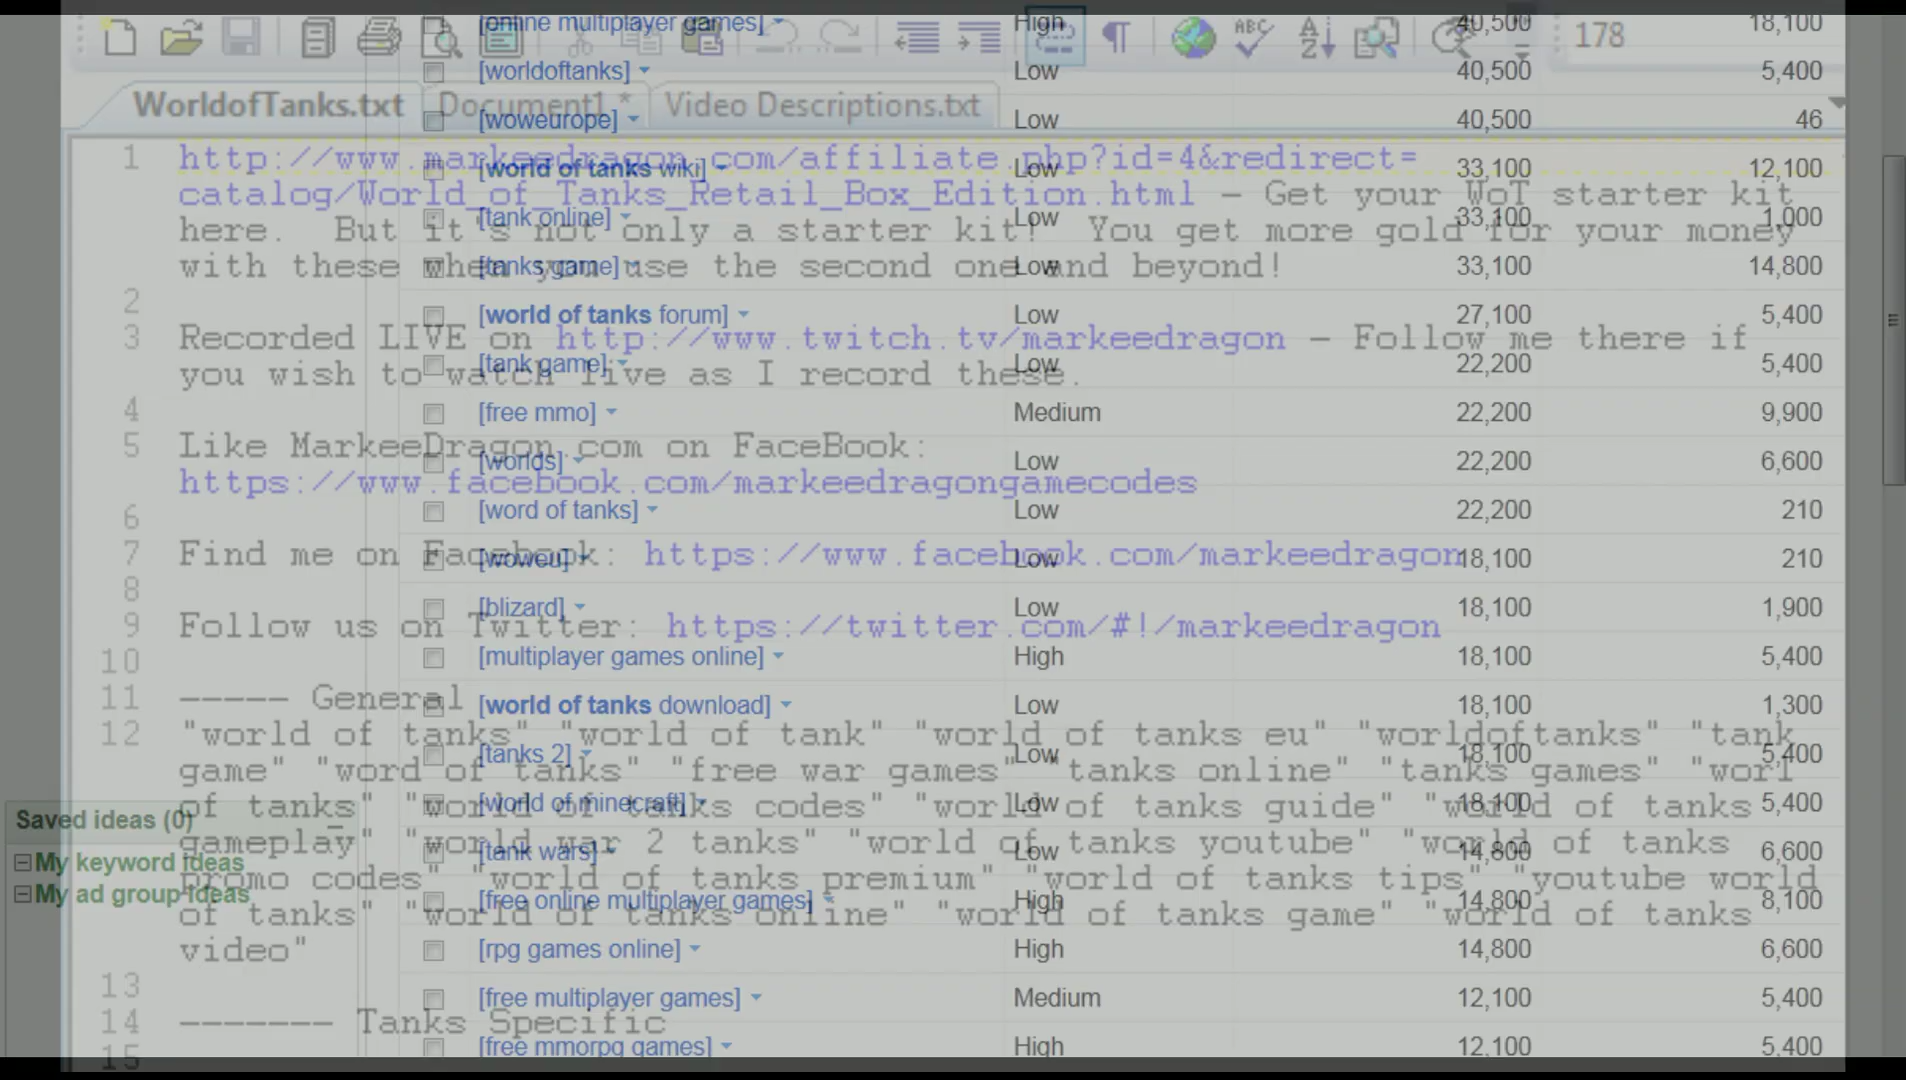 178
WorldofTanks.txt Document1 * Video Descriptions.txt
1 http://www.markeedragon.com/affiliate.php?id=4&redirect=
catalog/World_of_Tanks_Retail_Box_Edition.html – Get your WoT starter kit
here. But it's not only a starter kit! You get more gold for your money
with these when you use the second one and beyond!
2
3 Recorded LIVE on http://www.twitch.tv/markeedragon – Follow me there if
you wish to watch live as I record these.
4
5 Like MarkeeDragon.com on FaceBook:
https://www.facebook.com/markeedragongamecodes
6
7 Find me on Facebook: https://www.facebook.com/markeedragon
8
9 Follow us on Twitter: https://twitter.com/#!/markeedragon
10
11 ----- General
12 "world of tanks" "world of tank" "world of tanks eu" "worldoftanks" "tank
game" "word of tanks" "free war games" "tanks online" "tanks games" "worl
of tanks" "world of tanks codes" "world of tanks guide" "world of tanks
gameplay" "world war 2 tanks" "world of tanks youtube" "world of tanks
promo codes" "world of tanks premium" "world of tanks tips" "youtube world
of tanks" "world of tanks online" "world of tanks game" "world of tanks
video"
13
14 ------- Tanks Specific
15
[online multiplayer games] High 40,500 18,100
[worldoftanks] Low 40,500 5,400
[woweurope] Low 40,500 46
[world of tanks wiki] Low 33,100 12,100
[tank online] Low 33,100 1,000
[tanks game] Low 33,100 14,800
[world of tanks forum] Low 27,100 5,400
[tank game] Low 22,200 5,400
[free mmo] Medium 22,200 9,900
[worlds] Low 22,200 6,600
[word of tanks] Low 22,200 210
[woweu] Low 18,100 210
[blizard] Low 18,100 1,900
[multiplayer games online] High 18,100 5,400
[world of tanks download] Low 18,100 1,300
[tanks 2] Low 18,100 5,400
[world of minecraft] Low 18,100 5,400
[tank wars] Low 14,800 6,600
[free online multiplayer games] High 14,800 8,100
[rpg games online] High 14,800 6,600
[free multiplayer games] Medium 12,100 5,400
[free mmorpg games] High 12,100 5,400
Saved ideas (0)
My keyword ideas
My ad group ideas